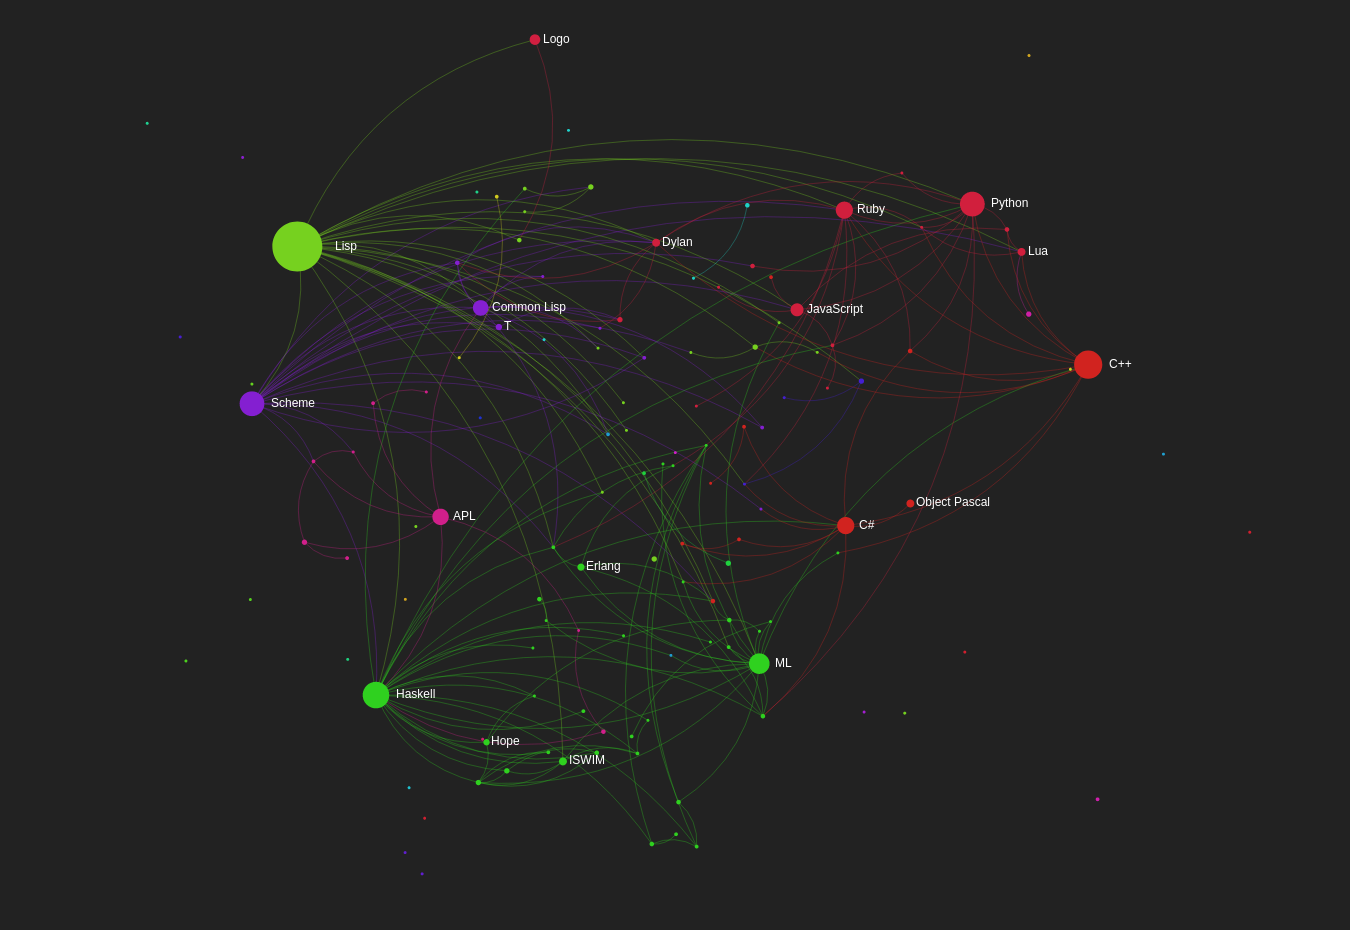 Logo
Python
Ruby
Lisp
Dylan
Lua
Common Lisp
JavaScript
T
C++
Scheme
Object Pascal
APL
C#
Erlang
ML
Haskell
Hope
ISWIM